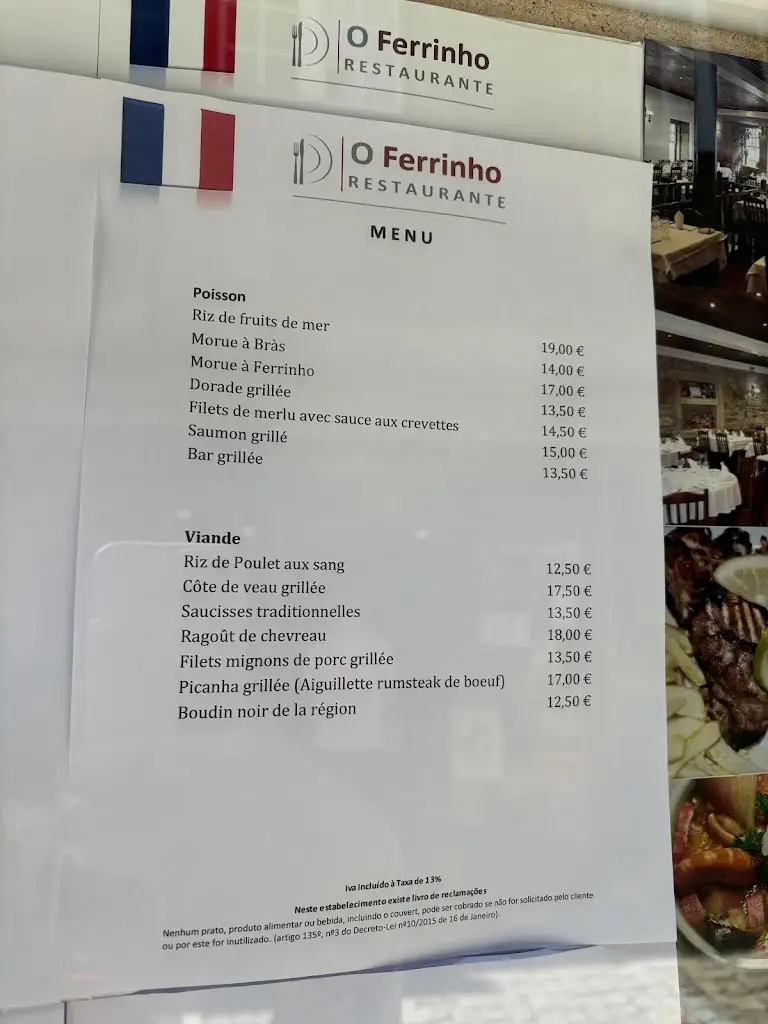 O Ferrinho
RESTAURANTE
O Ferrinho
RESTAURANTE
MENU
Poisson
Riz de fruits de mer 19,00 €
Morue à Bràs 14,00 €
Morue à Ferrinho 17,00 €
Dorade grillée 13,50 €
Filets de merlu avec sauce aux crevettes 14,50 €
Saumon grillé 15,00 €
Bar grillée 13,50 €
Viande
Riz de Poulet aux sang 12,50 €
Côte de veau grillée 17,50 €
Saucisses traditionnelles 13,50 €
Ragoût de chevreau 18,00 €
Filets mignons de porc grillée 13,50 €
Picanha grillée (Aiguillette rumsteak de boeuf) 17,00 €
Boudin noir de la région 12,50 €
Iva Incluído à Taxa de 13%
Neste estabelecimento existe livro de reclamações
Nenhum prato, produto alimentar ou bebida, incluindo o couvert, pode ser cobrado se não for solicitado pelo cliente
ou por este for inutilizado. (artigo 135º, nº3 do Decreto-Lei nº10/2015 de 16 de Janeiro).